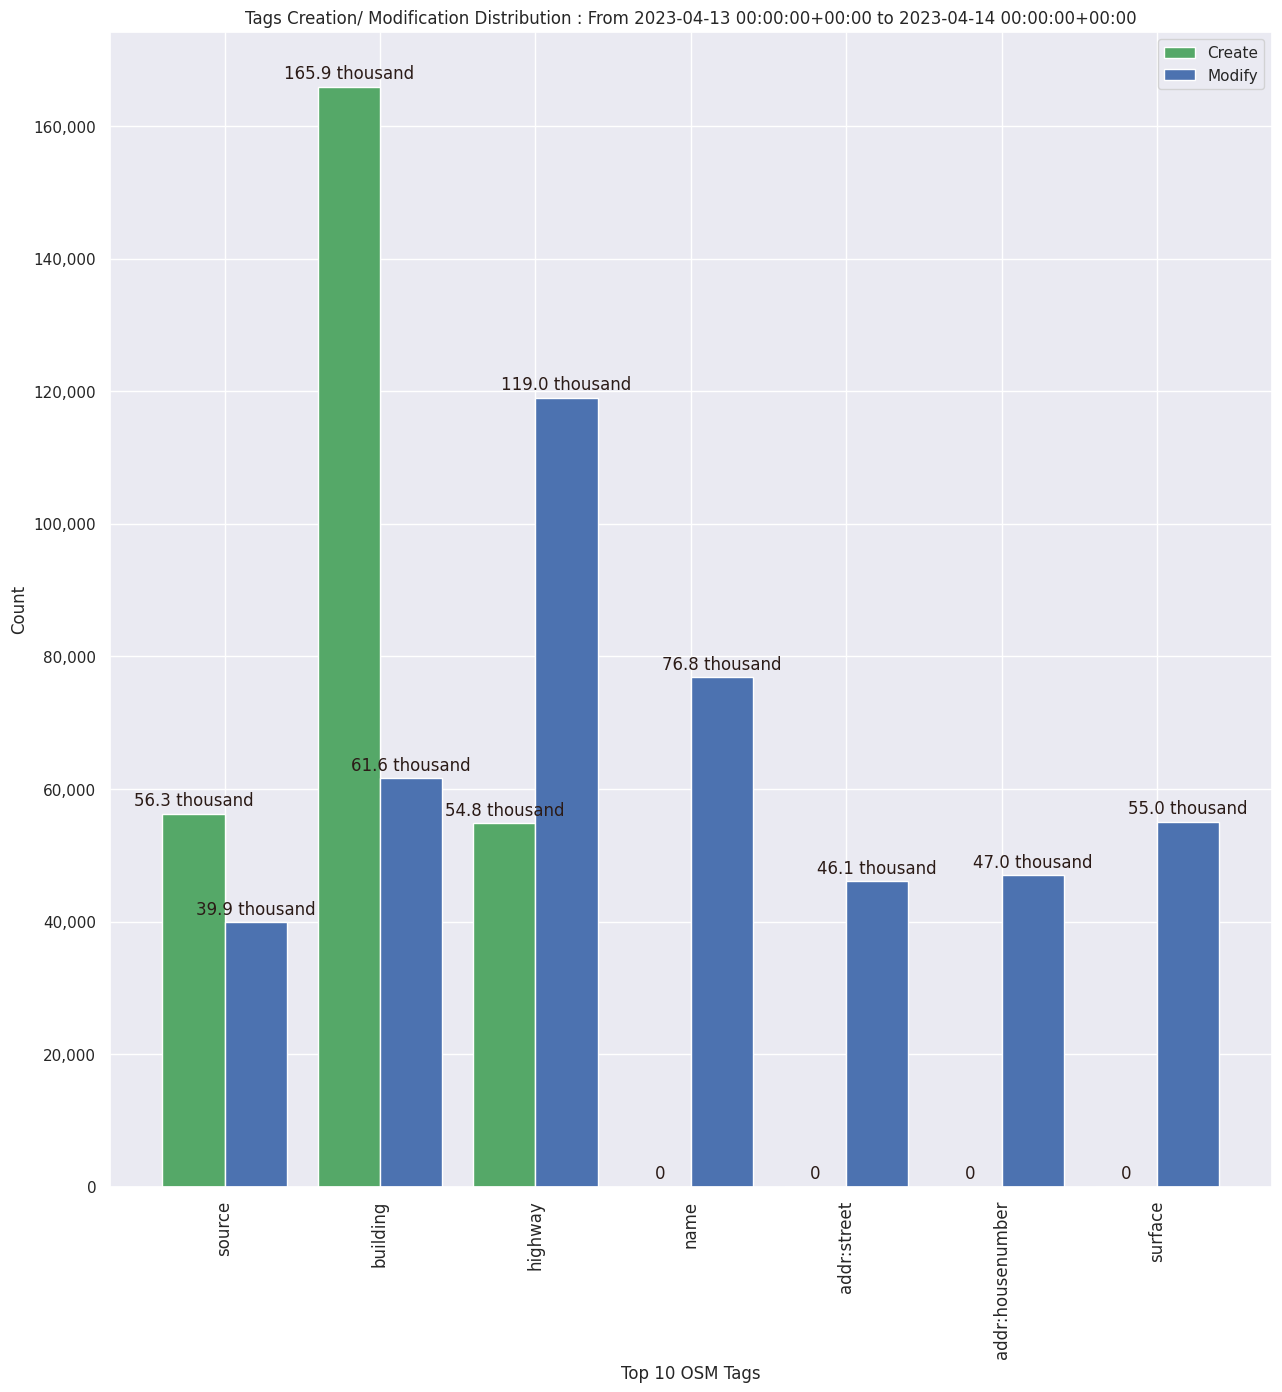 Tags Creation/ Modification Distribution : From 2023-04-13 00:00:00+00:00 to 2023-04-14 00:00:00+00:00
Create
Modify
165.9 thousand
160,000
140,000
119.0 thousand
120,000
100,000
Count
80,000
76.8 thousand
61.6 thousand
60,000
56.3 thousand
54.8 thousand
55.0 thousand
46.1 thousand
47.0 thousand
40,000
39.9 thousand
20,000
0
0
0
0
0
source
building
highway
name
addr:street
addr:housenumber
surface
Top 10 OSM Tags